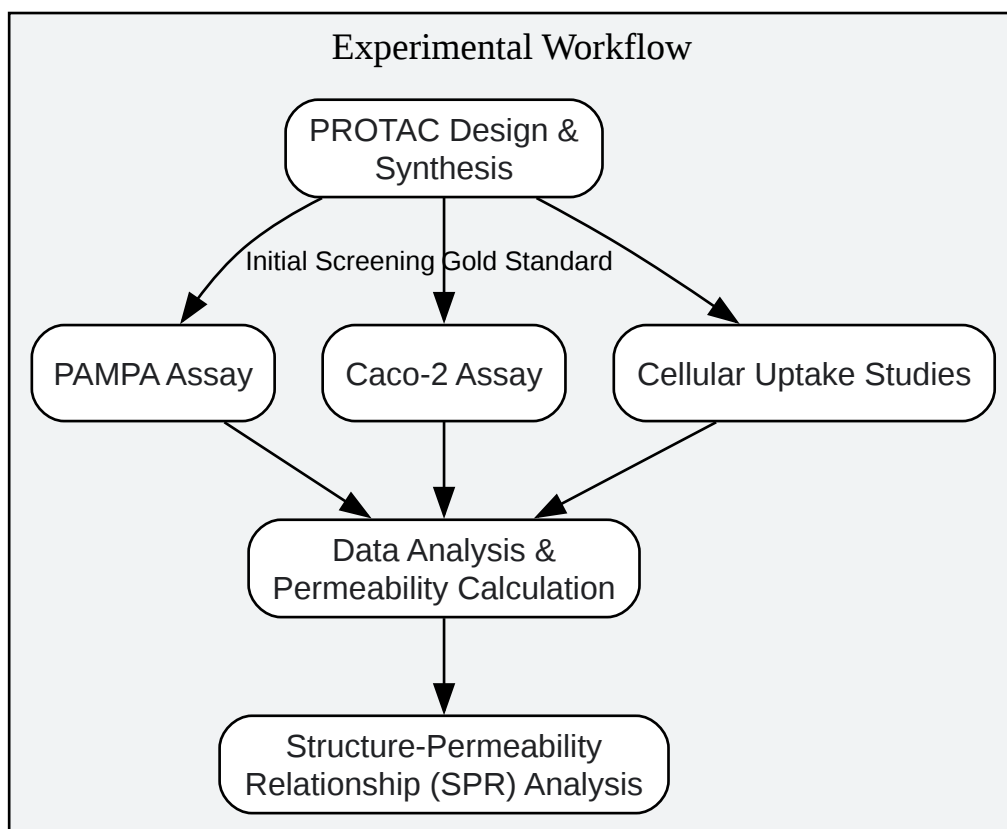 Experimental Workflow
PROTAC Design &
Synthesis
Initial Screening
Gold Standard
PAMPA Assay
Caco-2 Assay
Cellular Uptake Studies
Data Analysis &
Permeability Calculation
Structure-Permeability
Relationship (SPR) Analysis